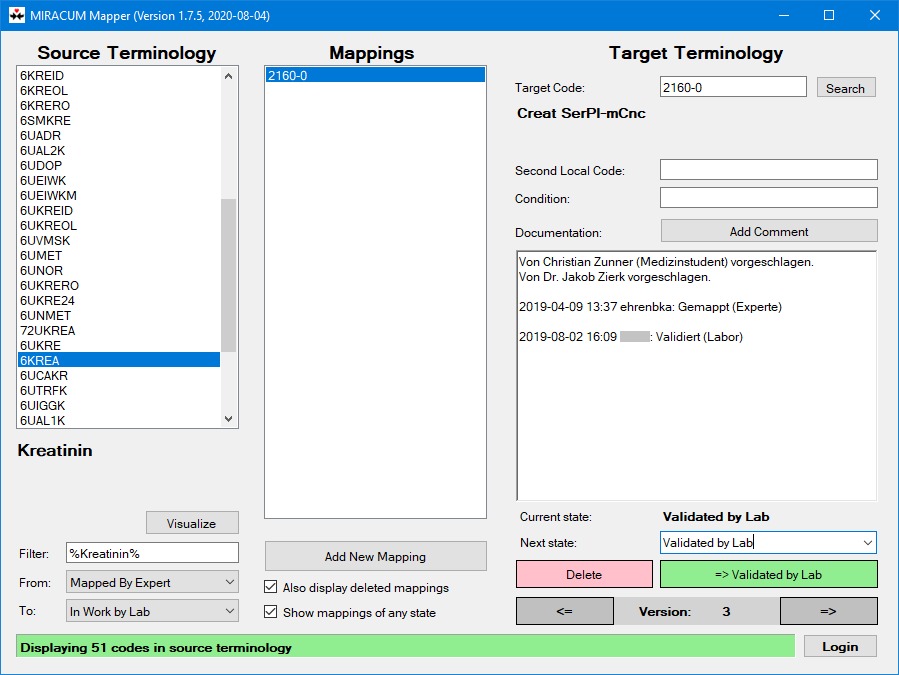 MIRACUM Mapper (Version 1.7.5, 2020-08-04)
Source Terminology
6KREID
6KREOL
6KRERO
6SMKRE
6UADR
6UAL2K
6UDOP
6UEIWK
6UEIWKM
6UKREID
6UKREOL
6UVMSK
6UMET
6UNOR
6UKRERO
6UKRE24
6UNMET
72UKREA
6UKRE
6KREA
6UCAKR
6UTRFK
6UIGGK
6UAL1K
Kreatinin
Visualize
Filter: %Kreatinin%
From: Mapped By Expert
To: In Work by Lab
Mappings
2160-0
Add New Mapping
Also display deleted mappings
Show mappings of any state
Target Terminology
Target Code: 2160-0 Search
Creat SerPl-mCnc
Second Local Code:
Condition:
Documentation: Add Comment
Von Christian Zunner (Medizinstudent) vorgeschlagen.
Von Dr. Jakob Zierk vorgeschlagen.
2019-04-09 13:37 ehrenbka: Gemappt (Experte)
2019-08-02 16:09 : Validiert (Labor)
Current state: Validated by Lab
Next state: Validated by Lab
Delete => Validated by Lab
<= Version: 3 =>
Displaying 51 codes in source terminology
Login